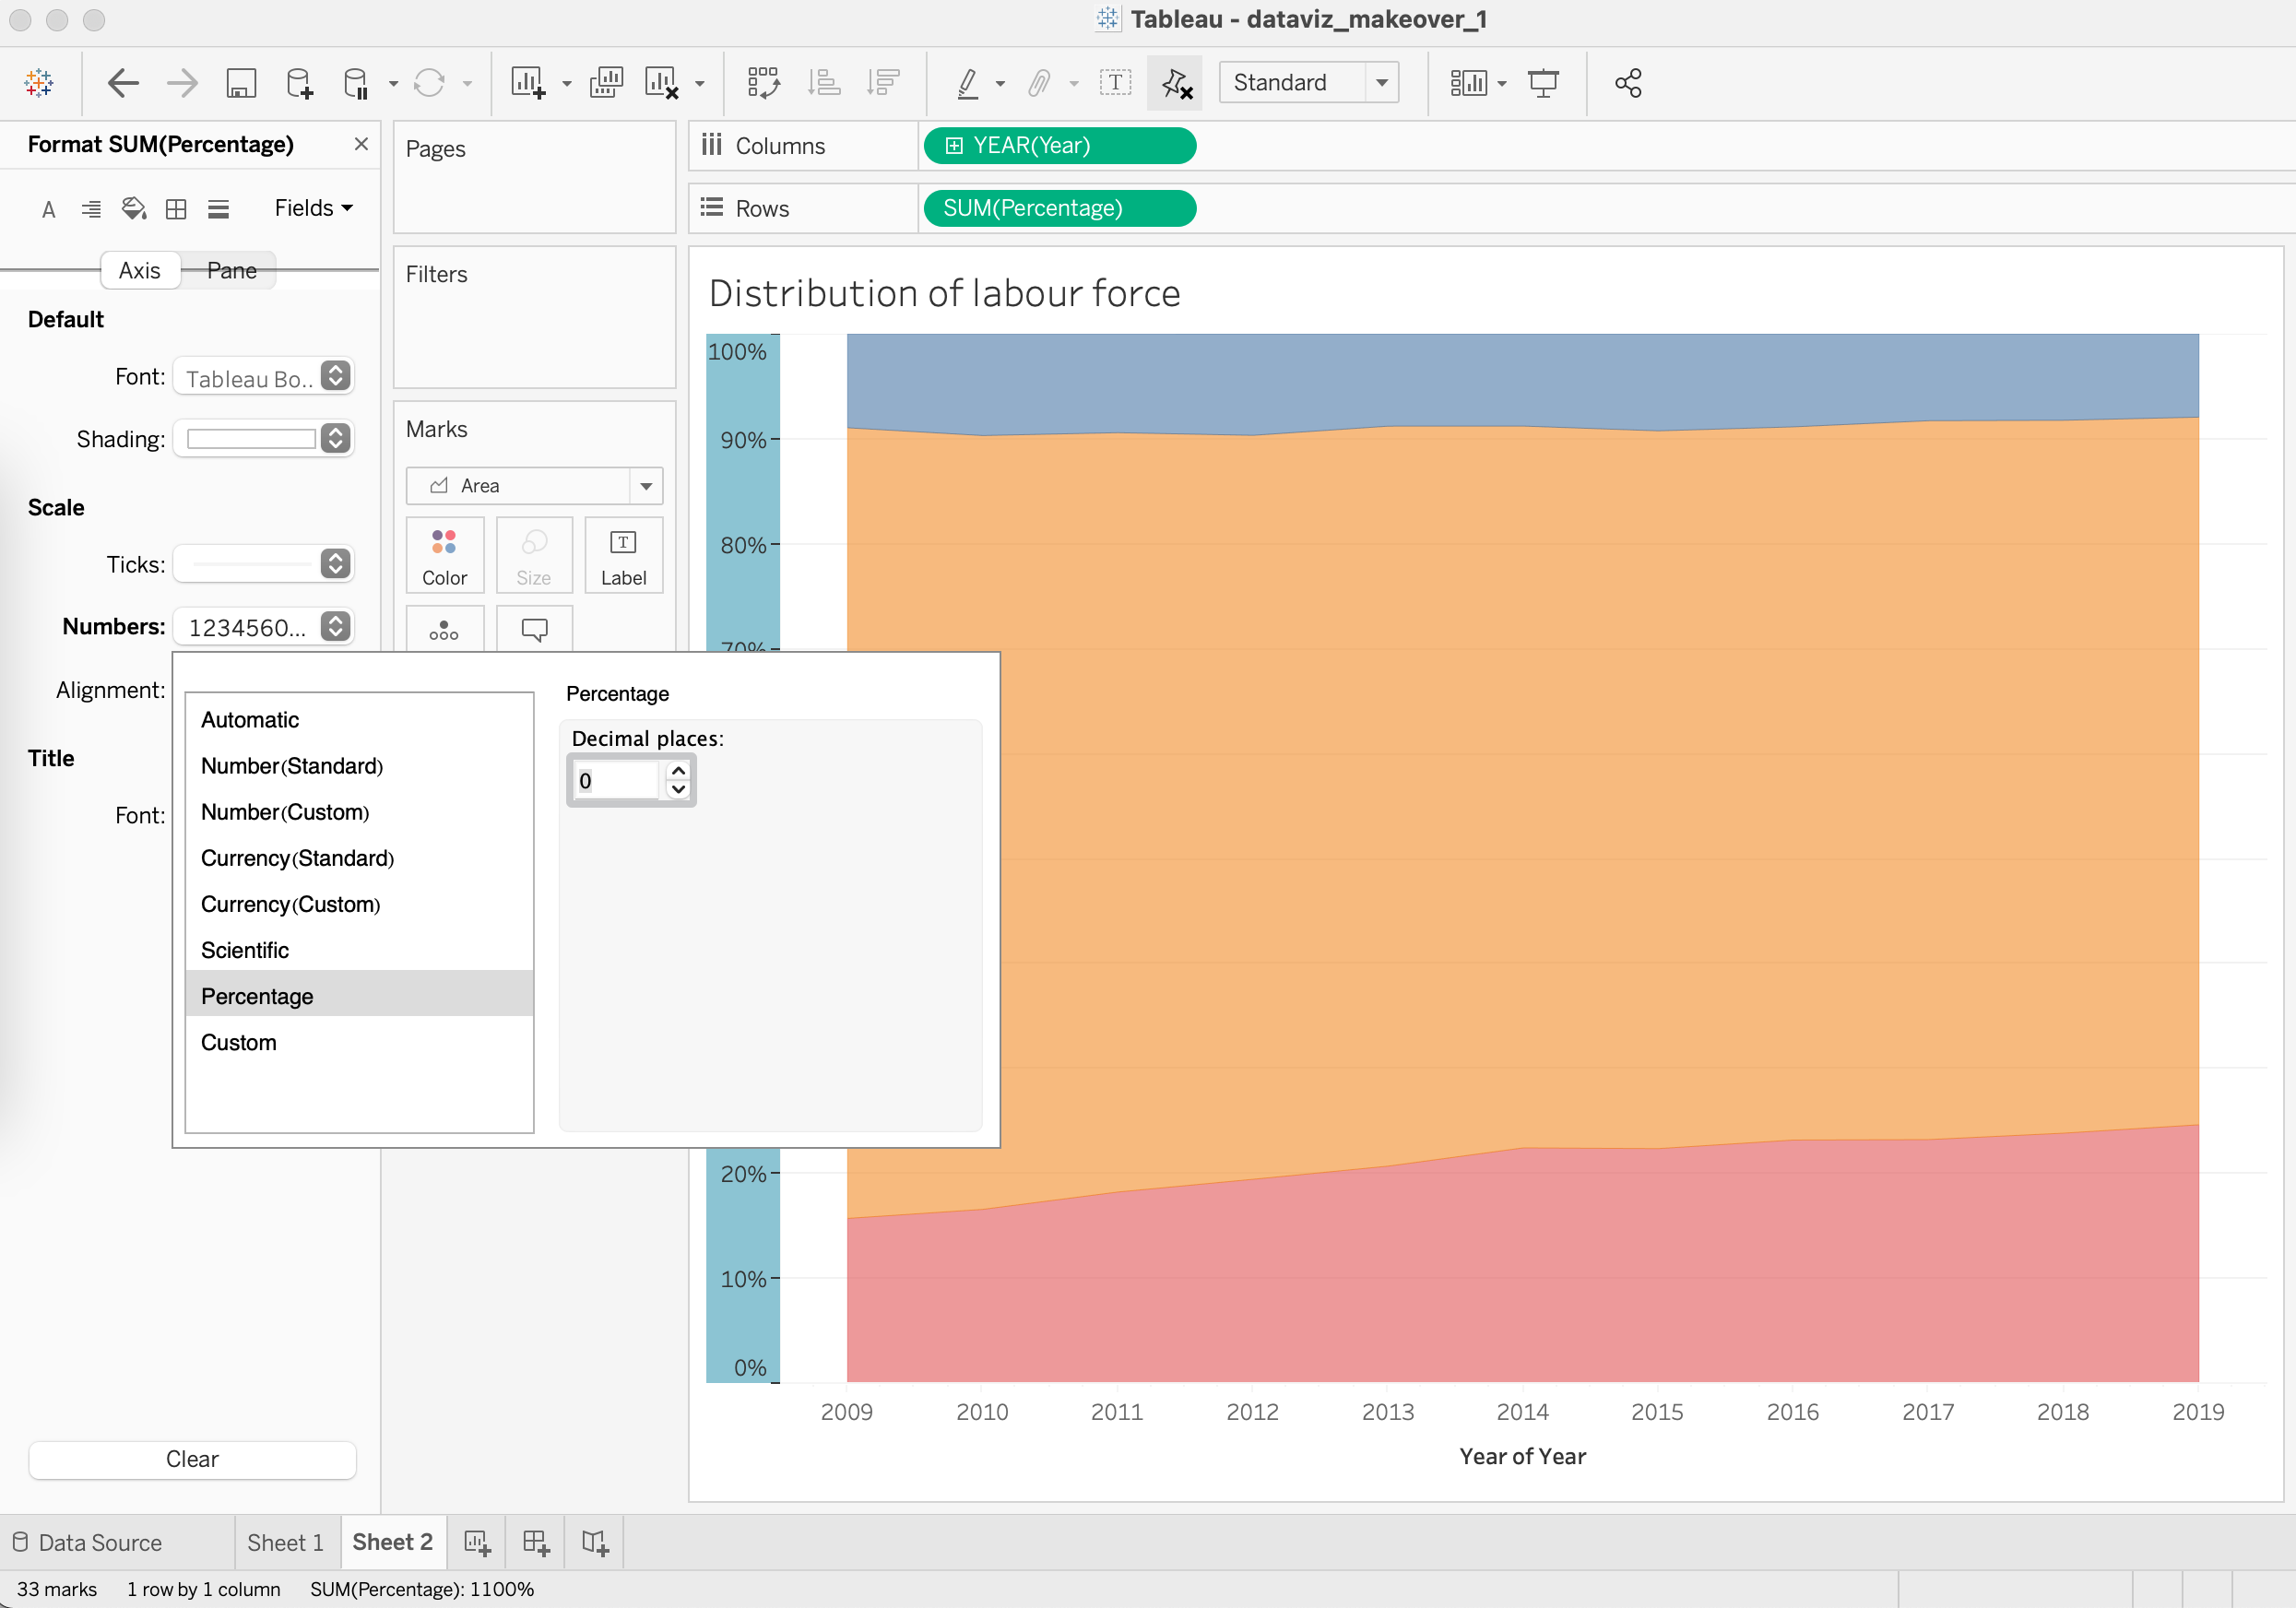 Tableau - dataviz_makeover_1
Standard
Format SUM(Percentage)
Fields
Axis Pane
Default
Font: Tableau Bo..
Shading:
Scale
Ticks:
Numbers: 1234560...
Alignment:
Title
Font:
Clear
Pages
Filters
Marks
Area
Color Size Label
Columns YEAR(Year)
Rows SUM(Percentage)
Distribution of labour force
100%
90%
80%
70%
20%
10%
0%
2009 2010 2011 2012 2013 2014 2015 2016 2017 2018 2019
Year of Year
Automatic
Number(Standard)
Number(Custom)
Currency(Standard)
Currency(Custom)
Scientific
Percentage
Custom
Percentage
Decimal places:
0
Data Source Sheet 1 Sheet 2
33 marks 1 row by 1 column SUM(Percentage): 1100%